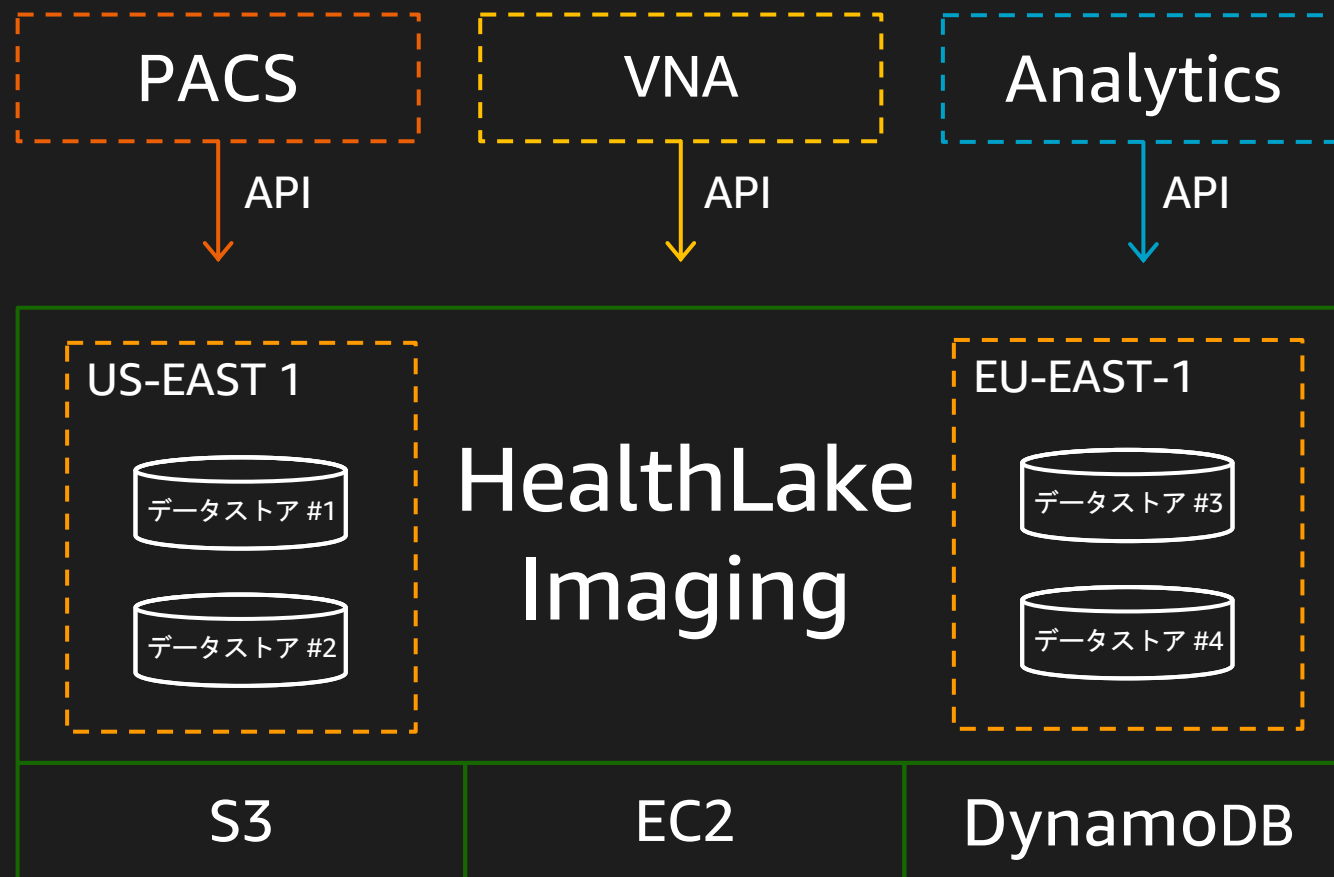 PACS
VNA
Analytics
API
API
API
US-EAST 1
データストア #1
データストア #2
HealthLake
Imaging
EU-EAST-1
データストア #3
データストア #4
S3
EC2
DynamoDB